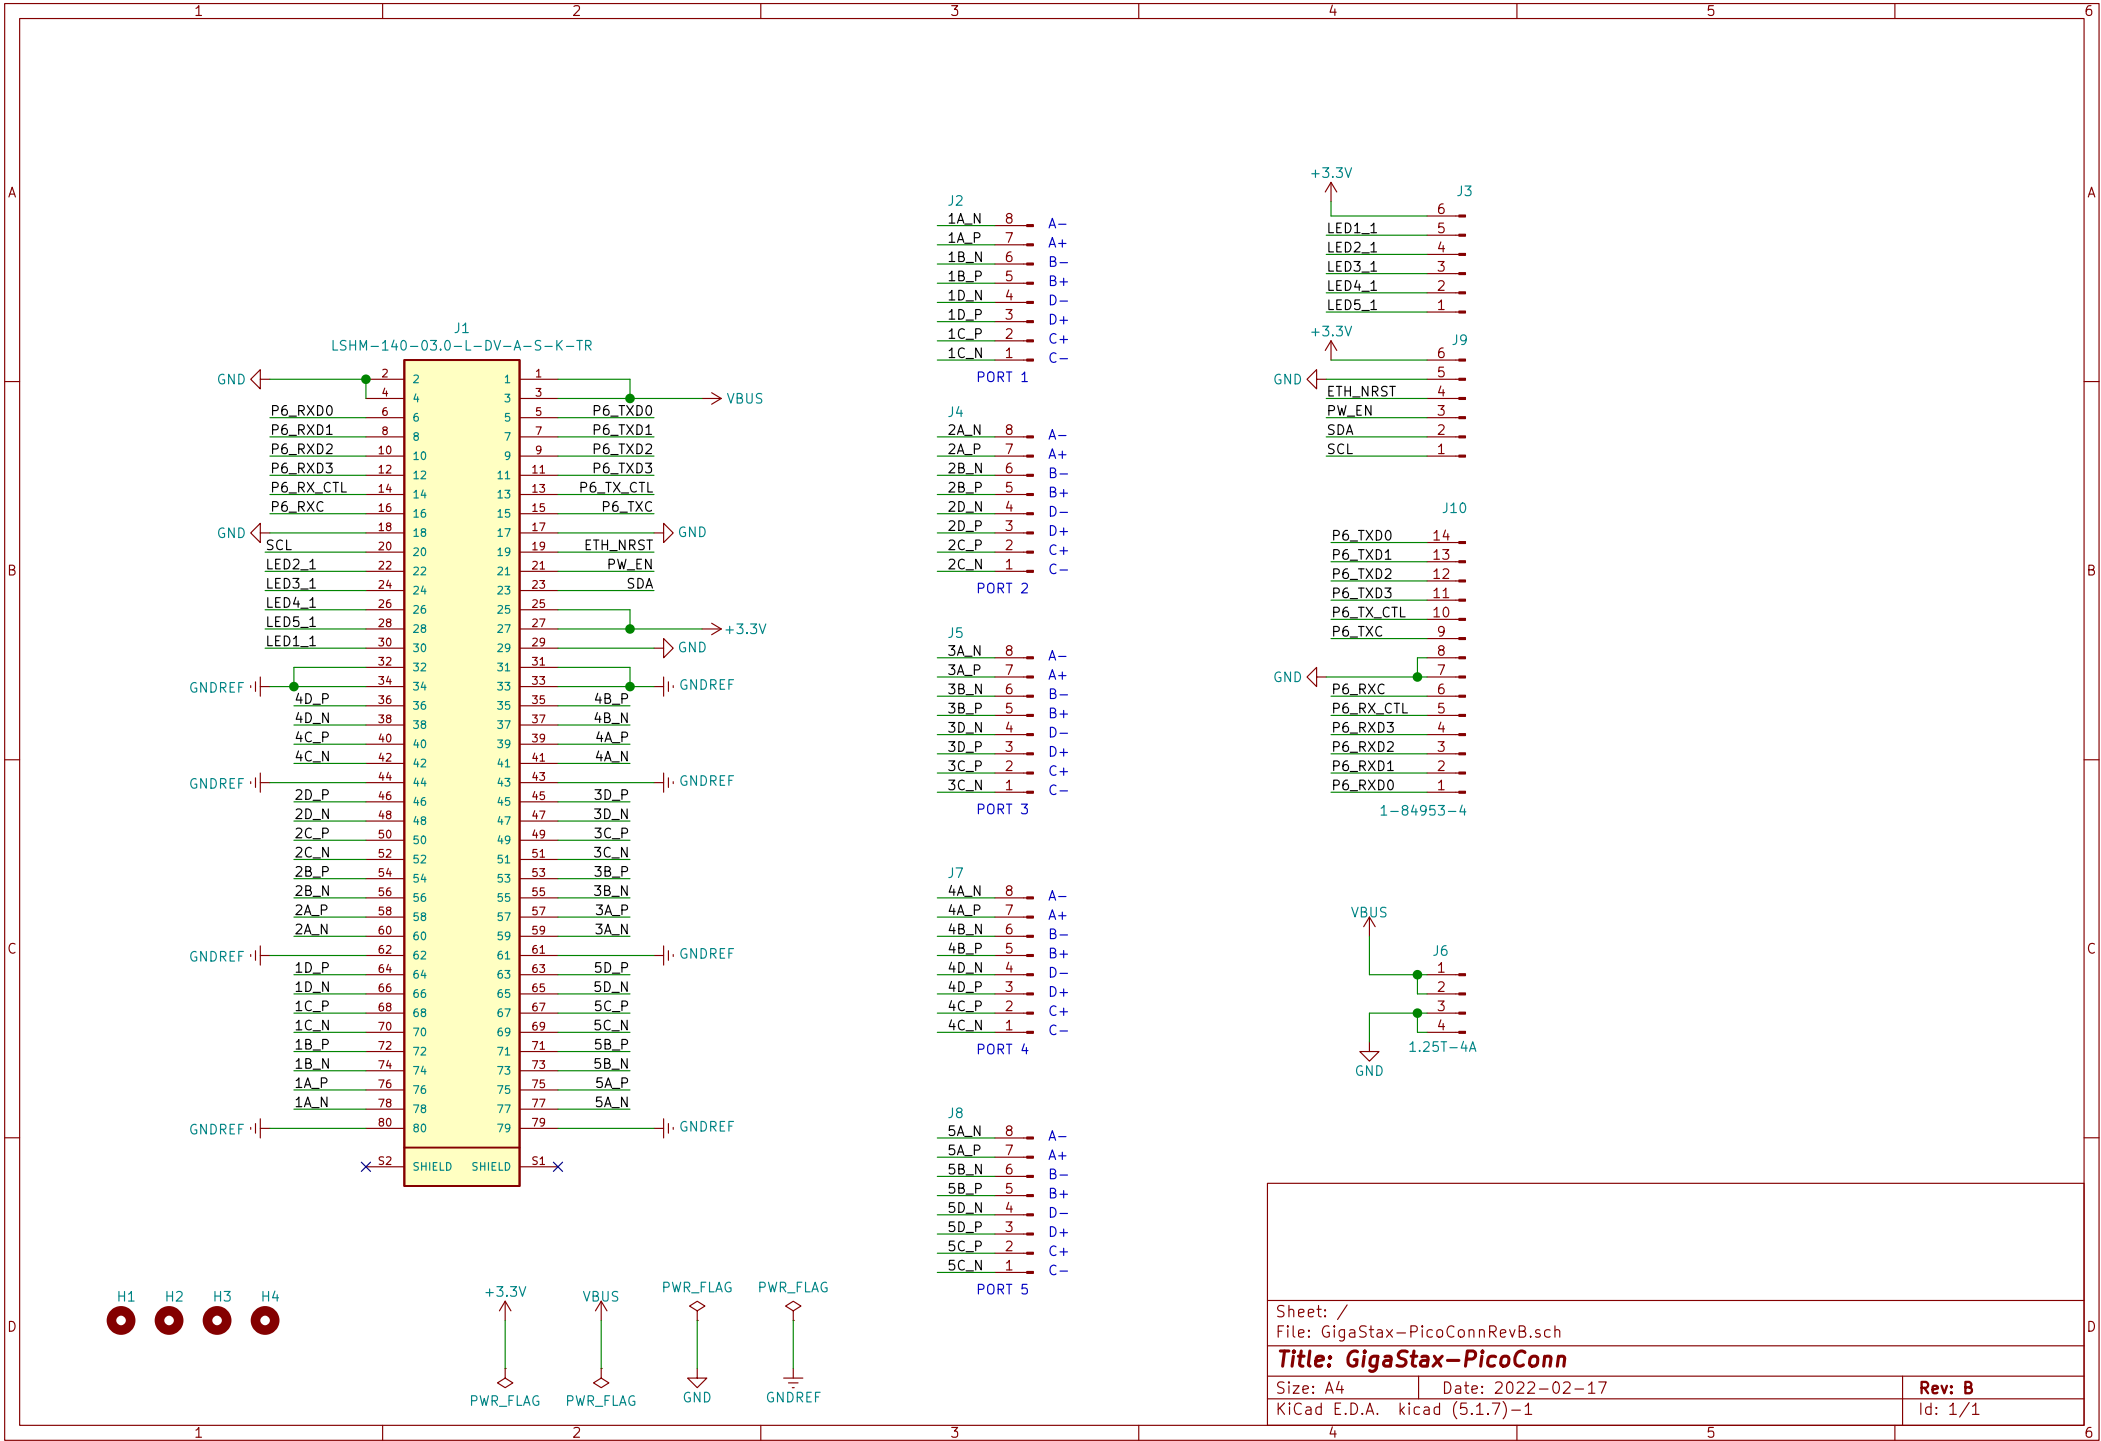 1 2 3 4 5 6
A A
B B
C C
D D
J1
LSHM-140-03.0-L-DV-A-S-K-TR
GND 2 2 1 1
4 4 3 3 VBUS
P6_RXD0 6 6 5 5 P6_TXD0
P6_RXD1 8 8 7 7 P6_TXD1
P6_RXD2 10 10 9 9 P6_TXD2
P6_RXD3 12 12 11 11 P6_TXD3
P6_RX_CTL 14 14 13 13 P6_TX_CTL
P6_RXC 16 16 15 15 P6_TXC
GND 18 18 17 17 GND
SCL 20 20 19 19 ETH_NRST
LED2_1 22 22 21 21 PW_EN
LED3_1 24 24 23 23 SDA
LED4_1 26 26 25 25
LED5_1 28 28 27 27 +3.3V
LED1_1 30 30 29 29 GND
32 32 31 31
GNDREF 34 34 33 33 GNDREF
4D_P 36 36 35 35 4B_P
4D_N 38 38 37 37 4B_N
4C_P 40 40 39 39 4A_P
4C_N 42 42 41 41 4A_N
GNDREF 44 44 43 43 GNDREF
2D_P 46 46 45 45 3D_P
2D_N 48 48 47 47 3D_N
2C_P 50 50 49 49 3C_P
2C_N 52 52 51 51 3C_N
2B_P 54 54 53 53 3B_P
2B_N 56 56 55 55 3B_N
2A_P 58 58 57 57 3A_P
2A_N 60 60 59 59 3A_N
GNDREF 62 62 61 61 GNDREF
1D_P 64 64 63 63 5D_P
1D_N 66 66 65 65 5D_N
1C_P 68 68 67 67 5C_P
1C_N 70 70 69 69 5C_N
1B_P 72 72 71 71 5B_P
1B_N 74 74 73 73 5B_N
1A_P 76 76 75 75 5A_P
1A_N 78 78 77 77 5A_N
GNDREF 80 80 79 79 GNDREF
S2 SHIELD SHIELD S1
J2
1A_N 8 A-
1A_P 7 A+
1B_N 6 B-
1B_P 5 B+
1D_N 4 D-
1D_P 3 D+
1C_P 2 C+
1C_N 1 C-
PORT 1
J4
2A_N 8 A-
2A_P 7 A+
2B_N 6 B-
2B_P 5 B+
2D_N 4 D-
2D_P 3 D+
2C_P 2 C+
2C_N 1 C-
PORT 2
J5
3A_N 8 A-
3A_P 7 A+
3B_N 6 B-
3B_P 5 B+
3D_N 4 D-
3D_P 3 D+
3C_P 2 C+
3C_N 1 C-
PORT 3
J7
4A_N 8 A-
4A_P 7 A+
4B_N 6 B-
4B_P 5 B+
4D_N 4 D-
4D_P 3 D+
4C_P 2 C+
4C_N 1 C-
PORT 4
J8
5A_N 8 A-
5A_P 7 A+
5B_N 6 B-
5B_P 5 B+
5D_N 4 D-
5D_P 3 D+
5C_P 2 C+
5C_N 1 C-
PORT 5
+3.3V
J3
6
LED1_1 5
LED2_1 4
LED3_1 3
LED4_1 2
LED5_1 1
+3.3V
J9
6
GND 5
ETH_NRST 4
PW_EN 3
SDA 2
SCL 1
J10
P6_TXD0 14
P6_TXD1 13
P6_TXD2 12
P6_TXD3 11
P6_TX_CTL 10
P6_TXC 9
8
GND 7
P6_RXC 6
P6_RX_CTL 5
P6_RXD3 4
P6_RXD2 3
P6_RXD1 2
P6_RXD0 1
1-84953-4
VBUS
J6
1
2
3
4
1.25T-4A
GND
H1 H2 H3 H4
+3.3V VBUS PWR_FLAG PWR_FLAG
PWR_FLAG PWR_FLAG GND GNDREF
Sheet: /
File: GigaStax-PicoConnRevB.sch
Title: GigaStax-PicoConn
Size: A4 Date: 2022-02-17 Rev: B
KiCad E.D.A. kicad (5.1.7)-1 Id: 1/1
1 2 3 4 5 6